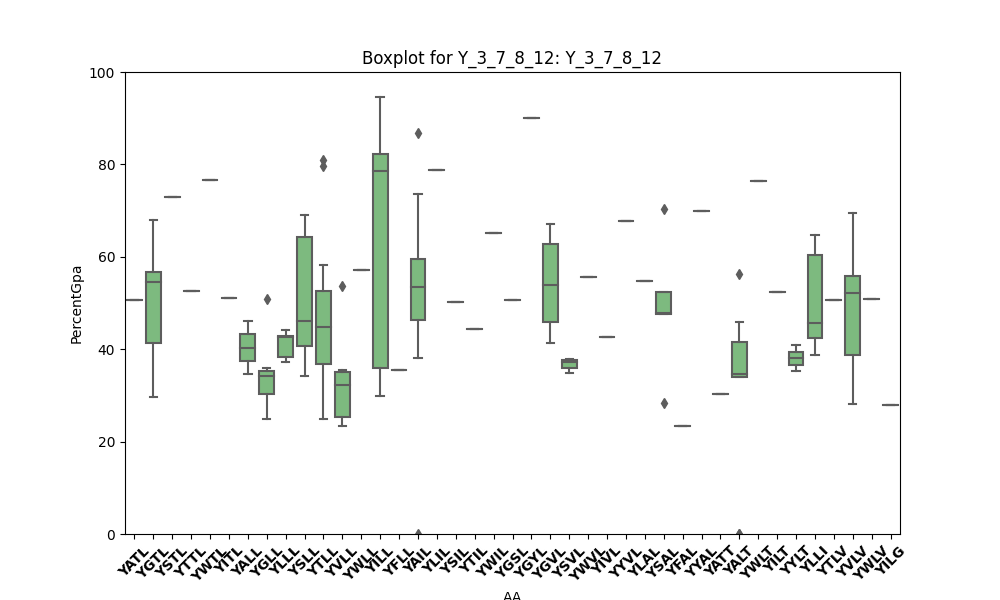 Boxplot for Y_3_7_8_12: Y_3_7_8_12
100
80
60
40
20
0
PercentGpa
YATL YGTL YSTL YTTL YWTL YITL YALL YGLL YLLL YSLL YTLL YVLL YWLL YILL YFLL YAIL YLIL YSIL YTIL YWIL YGSL YGYL YGVL YSVL YWVL YIVL YYVL YLAL YSAL YFAL YYAL YATT YALT YWLT YILT YYLT YLLI YTLV YVLV YWLV YILG
AA